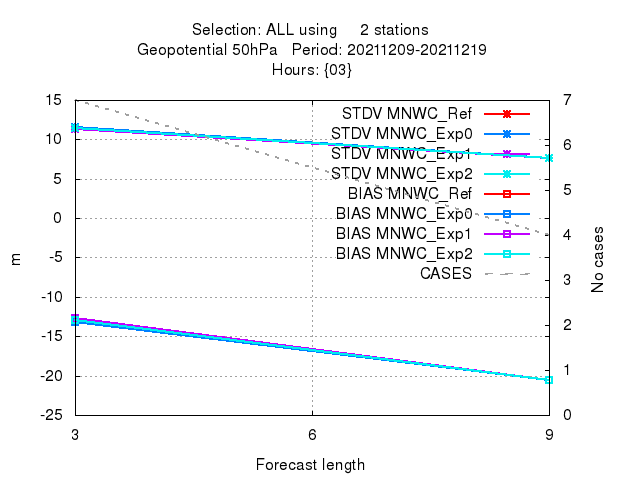 Selection: ALL using 2 stations
Geopotential 50hPa Period: 20211209-20211219
Hours: {03}
15
10
5
0
-5
-10
-15
-20
-25
m
7
6
5
4
3
2
1
0
No cases
STDV MNWC_Ref
STDV MNWC_Exp0
STDV MNWC_Exp1
STDV MNWC_Exp2
BIAS MNWC_Ref
BIAS MNWC_Exp0
BIAS MNWC_Exp1
BIAS MNWC_Exp2
CASES
3 6 9
Forecast length